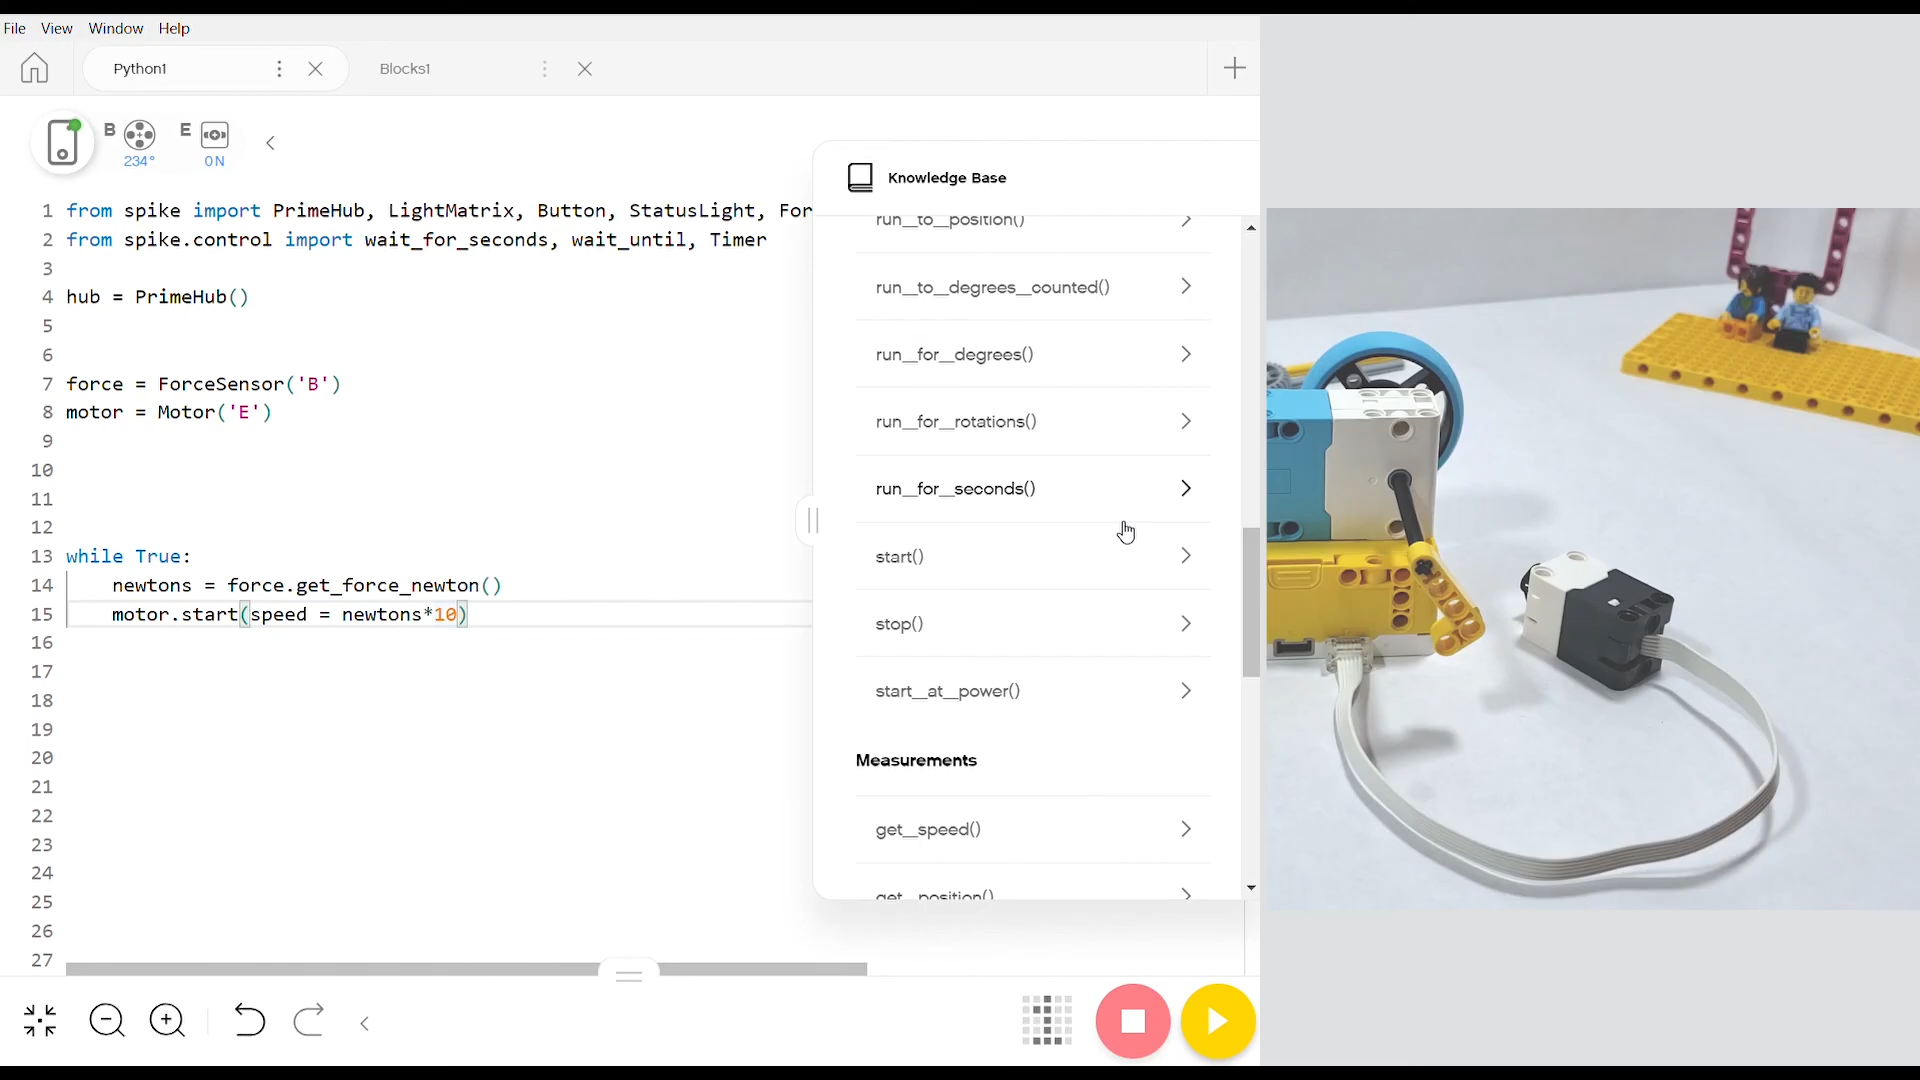 File View Window Help
Python1
Blocks1
B
234°
E
0N
Knowledge Base
1 from spike import PrimeHub, LightMatrix, Button, StatusLight, For
2 from spike.control import wait_for_seconds, wait_until, Timer
3
4 hub = PrimeHub()
5
6
7 force = ForceSensor('B')
8 motor = Motor('E')
9
10
11
12
13 while True:
14 newtons = force.get_force_newton()
15 motor.start(speed = newtons*10)
16
17
18
19
20
21
22
23
24
25
26
27
run_to_position()
run_to_degrees_counted()
run_for_degrees()
run_for_rotations()
run_for_seconds()
start()
stop()
start_at_power()
Measurements
get_speed()
get_position()